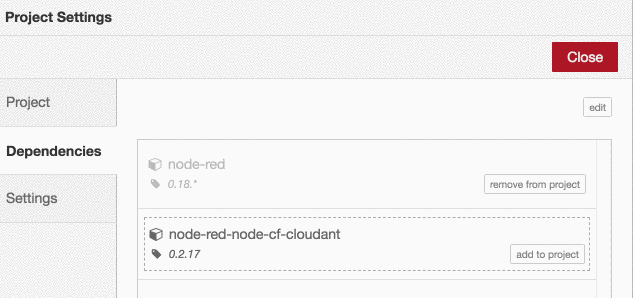 Project Settings
Close
Project
edit
Dependencies
node-red
0.18.*
remove from project
Settings
node-red-node-cf-cloudant
0.2.17
add to project